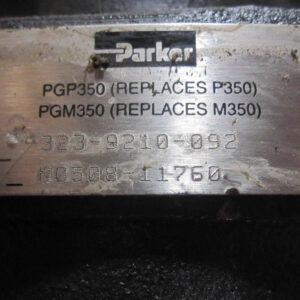 Parker
PGP350 (REPLACES P350)
PGM350 (REPLACES M350)
323-9210-092
M0508-11760